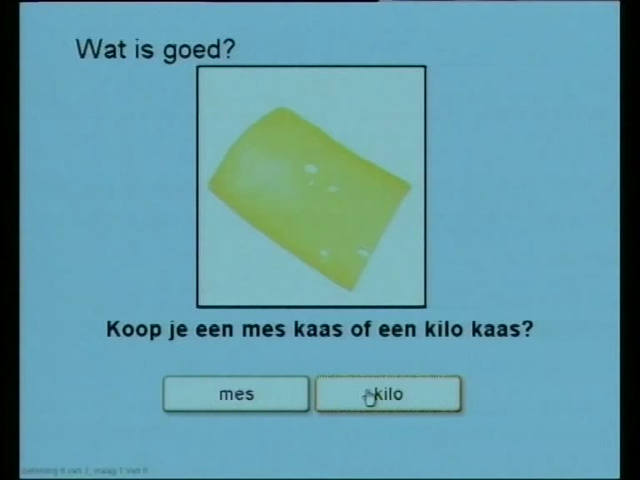 Wat is goed?
Koop je een mes kaas of een kilo kaas?
mes
kilo